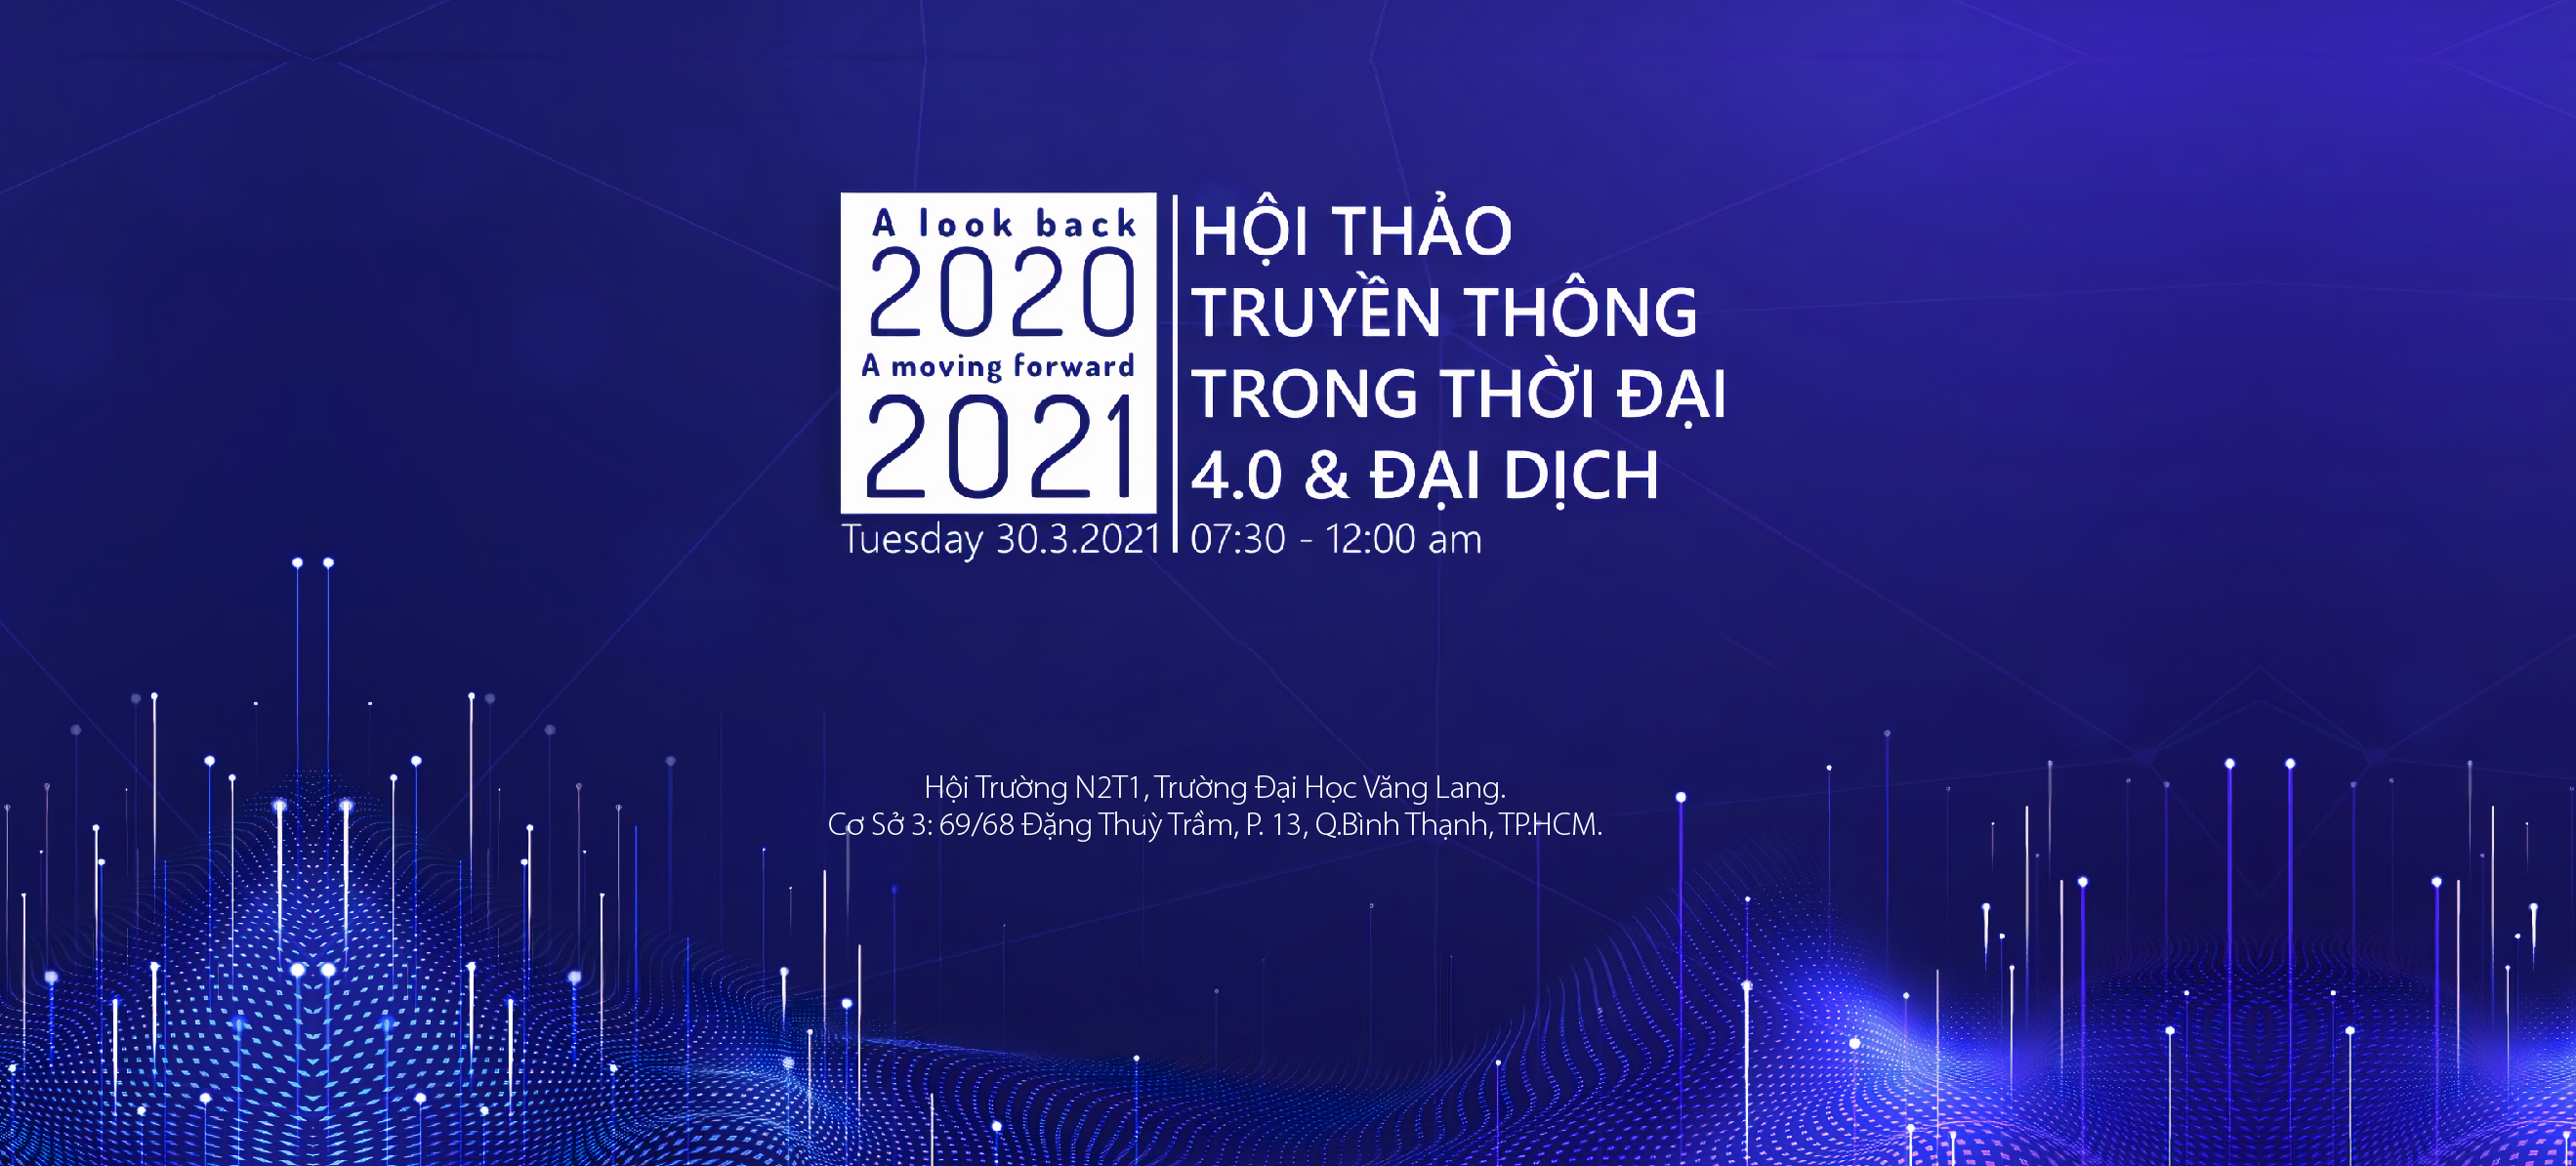 A look back
2020
A moving forward
2021
Tuesday 30.3.2021
HỘI THẢO
TRUYỀN THÔNG
TRONG THỜI ĐẠI
4.0 & ĐẠI DỊCH
07:30 - 12:00 am
Hội Trường N2T1, Trường Đại Học Văng Lang.
Cơ Sở 3: 69/68 Đặng Thuỳ Trầm, P. 13, Q.Bình Thạnh, TP.HCM.